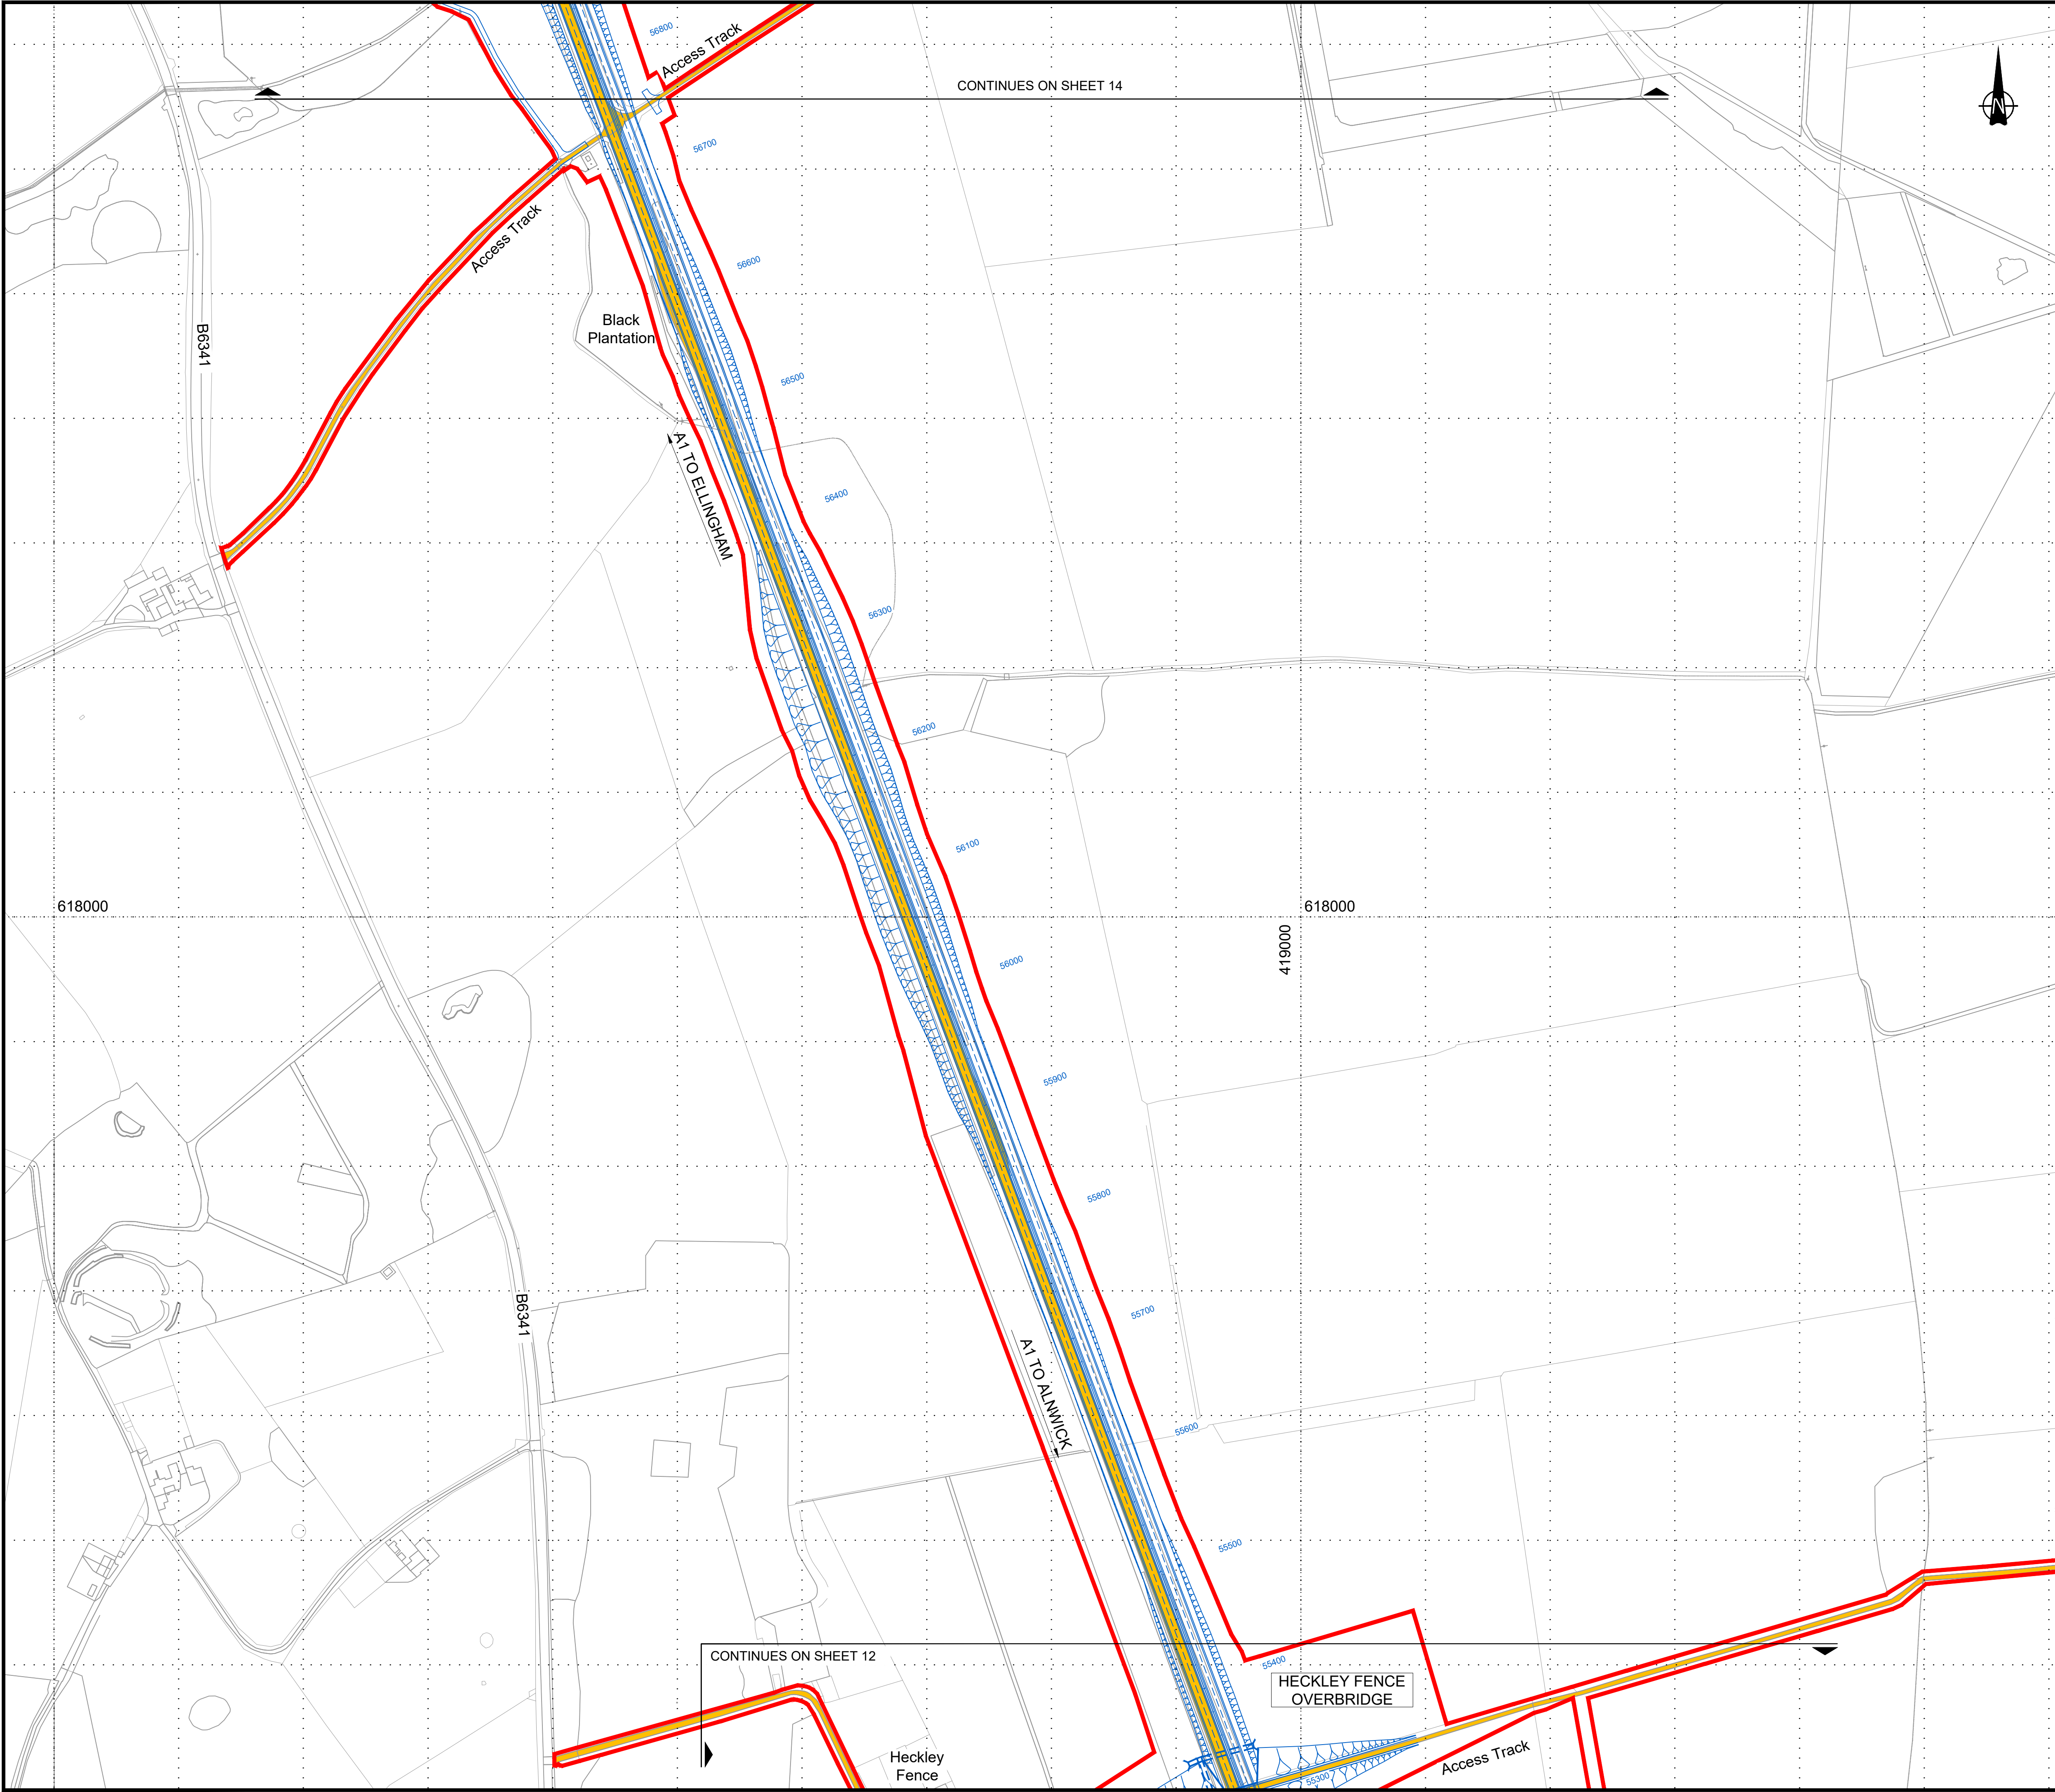 56800
Access Track
CONTINUES ON SHEET 14
N
56700
Access Track
56600
Black
Plantation
B6341
56500
A1 TO ELLINGHAM
56400
56300
56200
56100
618000
618000
419000
56000
55900
55800
B6341
55700
A1 TO ALNWICK
55600
55500
CONTINUES ON SHEET 12
55400
HECKLEY FENCE
OVERBRIDGE
Heckley
Fence
Access Track
55300